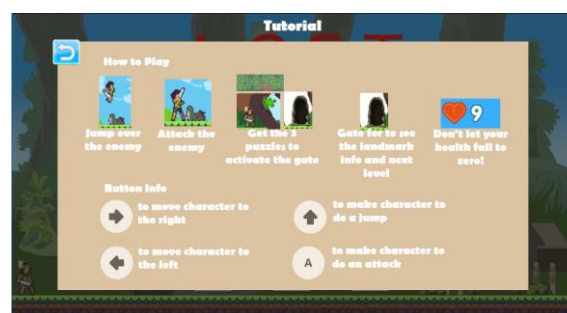 Tutorial
How to Play
Jump over
the enemy
Attack the
enemy
Got the 3
puzzles to
activate the gate
Gate for to see
the landmark
info and next
level
9
Don't let your
health fall to
zero!
Button Info
to move character to
the right
to make character to
do a jump
to move character to
the left
A
to make character to
do an attack